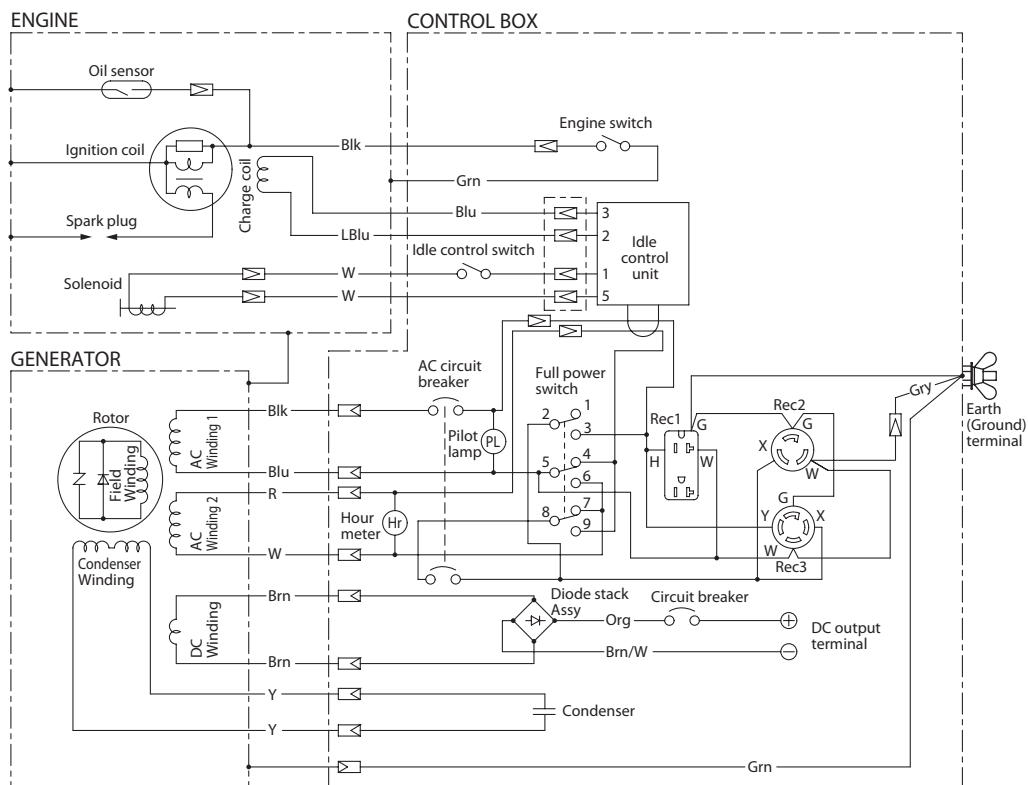 ENGINE
CONTROL BOX
Oil sensor
Ignition coil
Charge coil
Spark plug
Solenoid
Blk
Engine switch
Grn
Blu
3
LBlu
2
Idle control switch
W
1
W
5
Idle
control
unit
GENERATOR
Rotor
Field
Winding
AC
Winding 1
AC
Winding 2
Condenser
Winding
DC
Winding
Blk
Blu
R
W
Brn
Brn
Y
Y
AC circuit
breaker
Pilot
lamp
PL
Hour
meter
Hr
Full power
switch
1
2
3
4
5
6
7
8
9
Rec1
G
H
W
Rec2
G
X
W
G
Y
X
W
Rec3
Gry
Earth
(Ground)
terminal
Diode stack
Assy
Circuit breaker
Org
Brn/W
DC output
terminal
Condenser
Grn